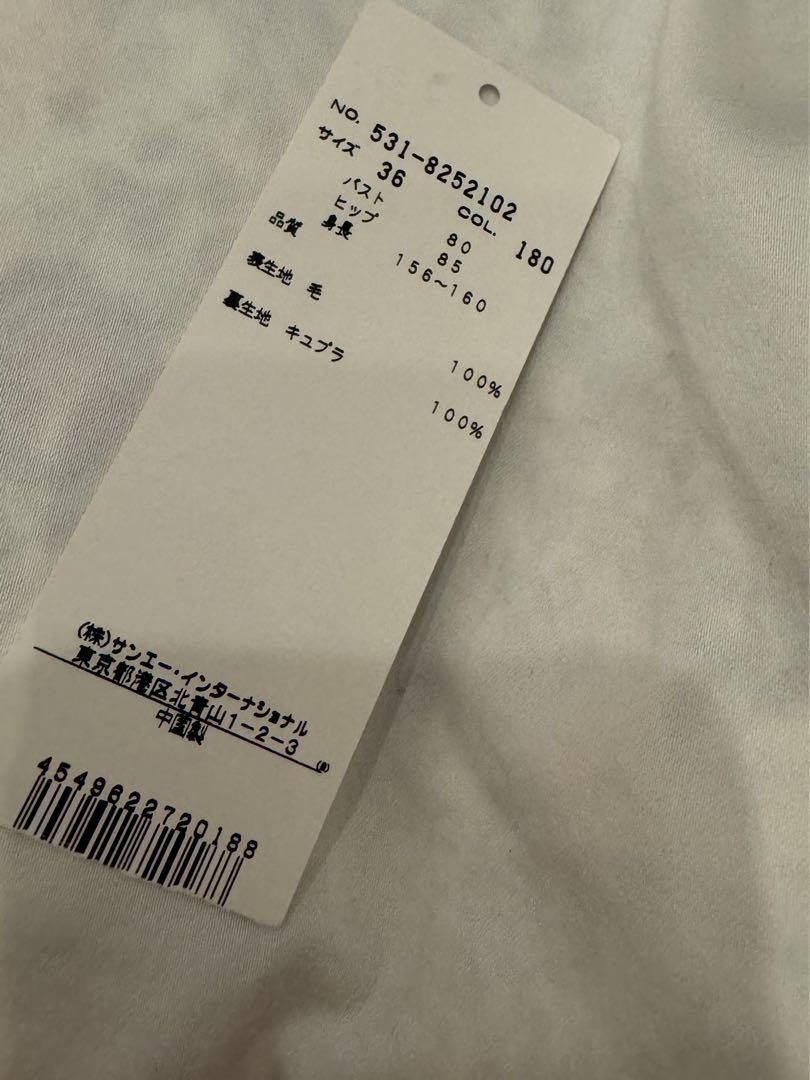 NO. 531-8252102
サイズ 36 COL. 180
バスト 80
ヒップ 85
身長 156~160
品質
表生地 毛 100%
裏生地 キュプラ 100%
(株)サンエー・インターナショナル
東京都港区北青山1-2-3
中国製
4549622720188